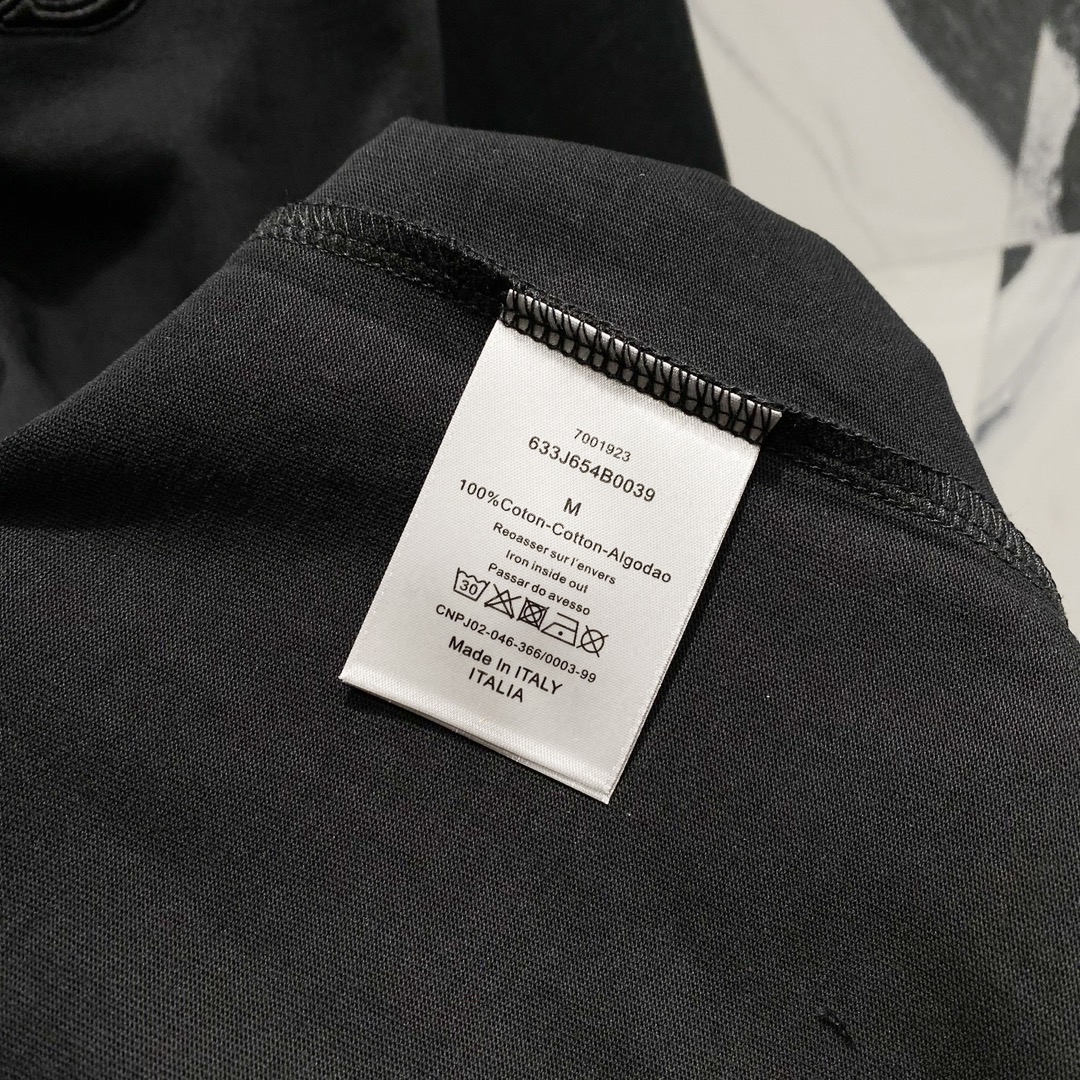 7001923
633J654B0039
M
100%Coton-Cotton-Algodao
Reoasser sur l'envers
Iron inside out
Passar do avesso
30
CNPJ02-046-366/0003-99
Made In ITALY
ITALIA